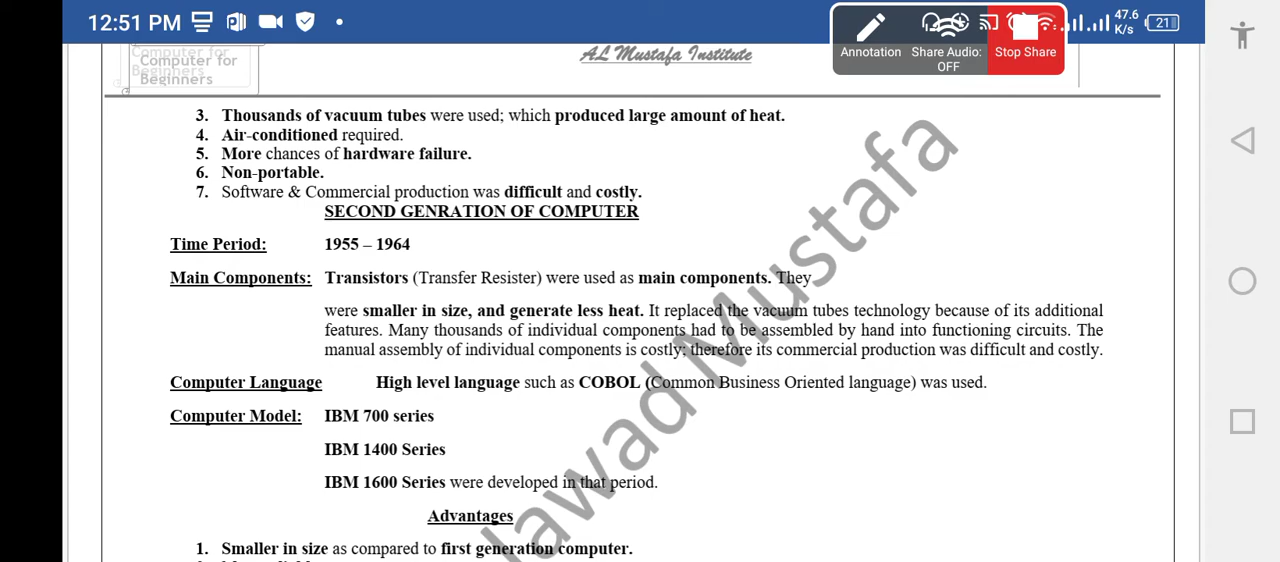 12:51 PM
47.6
K/s
21
Annotation
Share Audio:
OFF
Stop Share
Computer for
Beginners
Computer for
Beginners
AL Mustafa Institute
3. Thousands of vacuum tubes were used; which produced large amount of heat.
4. Air-conditioned required.
5. More chances of hardware failure.
6. Non-portable.
7. Software & Commercial production was difficult and costly.
SECOND GENRATION OF COMPUTER
Time Period: 1955 – 1964
Main Components: Transistors (Transfer Resister) were used as main components. They
were smaller in size, and generate less heat. It replaced the vacuum tubes technology because of its additional
features. Many thousands of individual components had to be assembled by hand into functioning circuits. The
manual assembly of individual components is costly; therefore its commercial production was difficult and costly.
Computer Language High level language such as COBOL (Common Business Oriented language) was used.
Computer Model: IBM 700 series
IBM 1400 Series
IBM 1600 Series were developed in that period.
Advantages
1. Smaller in size as compared to first generation computer.
Jawad Mustafa